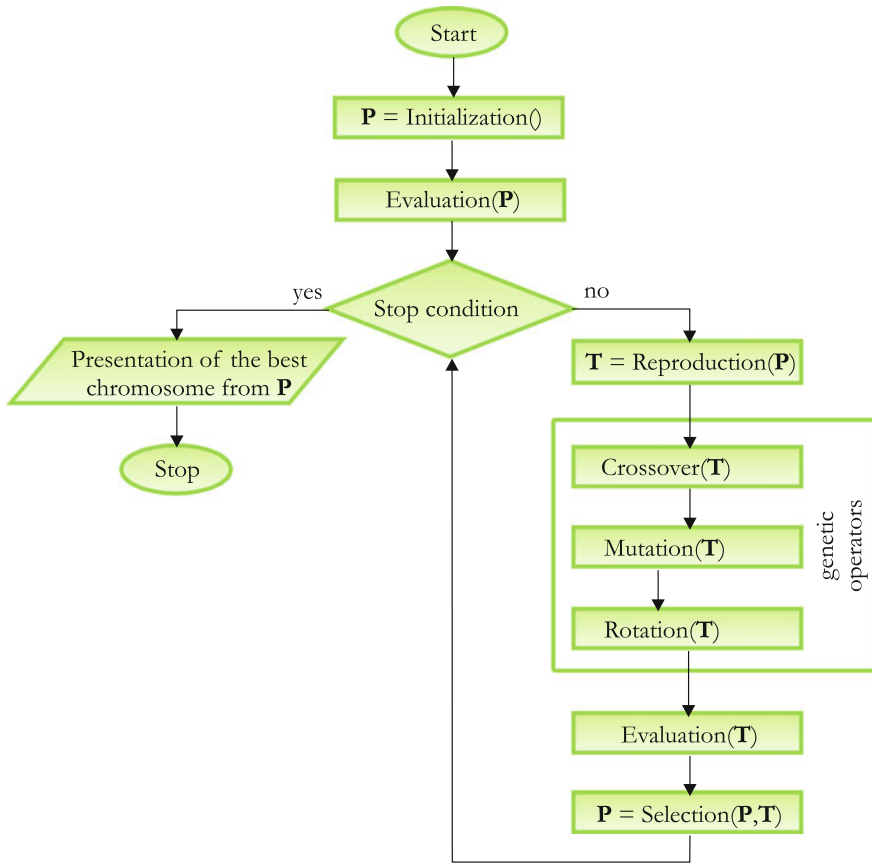 Start
P = Initialization()
Evaluation(P)
Stop condition
yes
no
Presentation of the best
chromosome from P
Stop
T = Reproduction(P)
Crossover(T)
Mutation(T)
Rotation(T)
genetic
operators
Evaluation(T)
P = Selection(P,T)